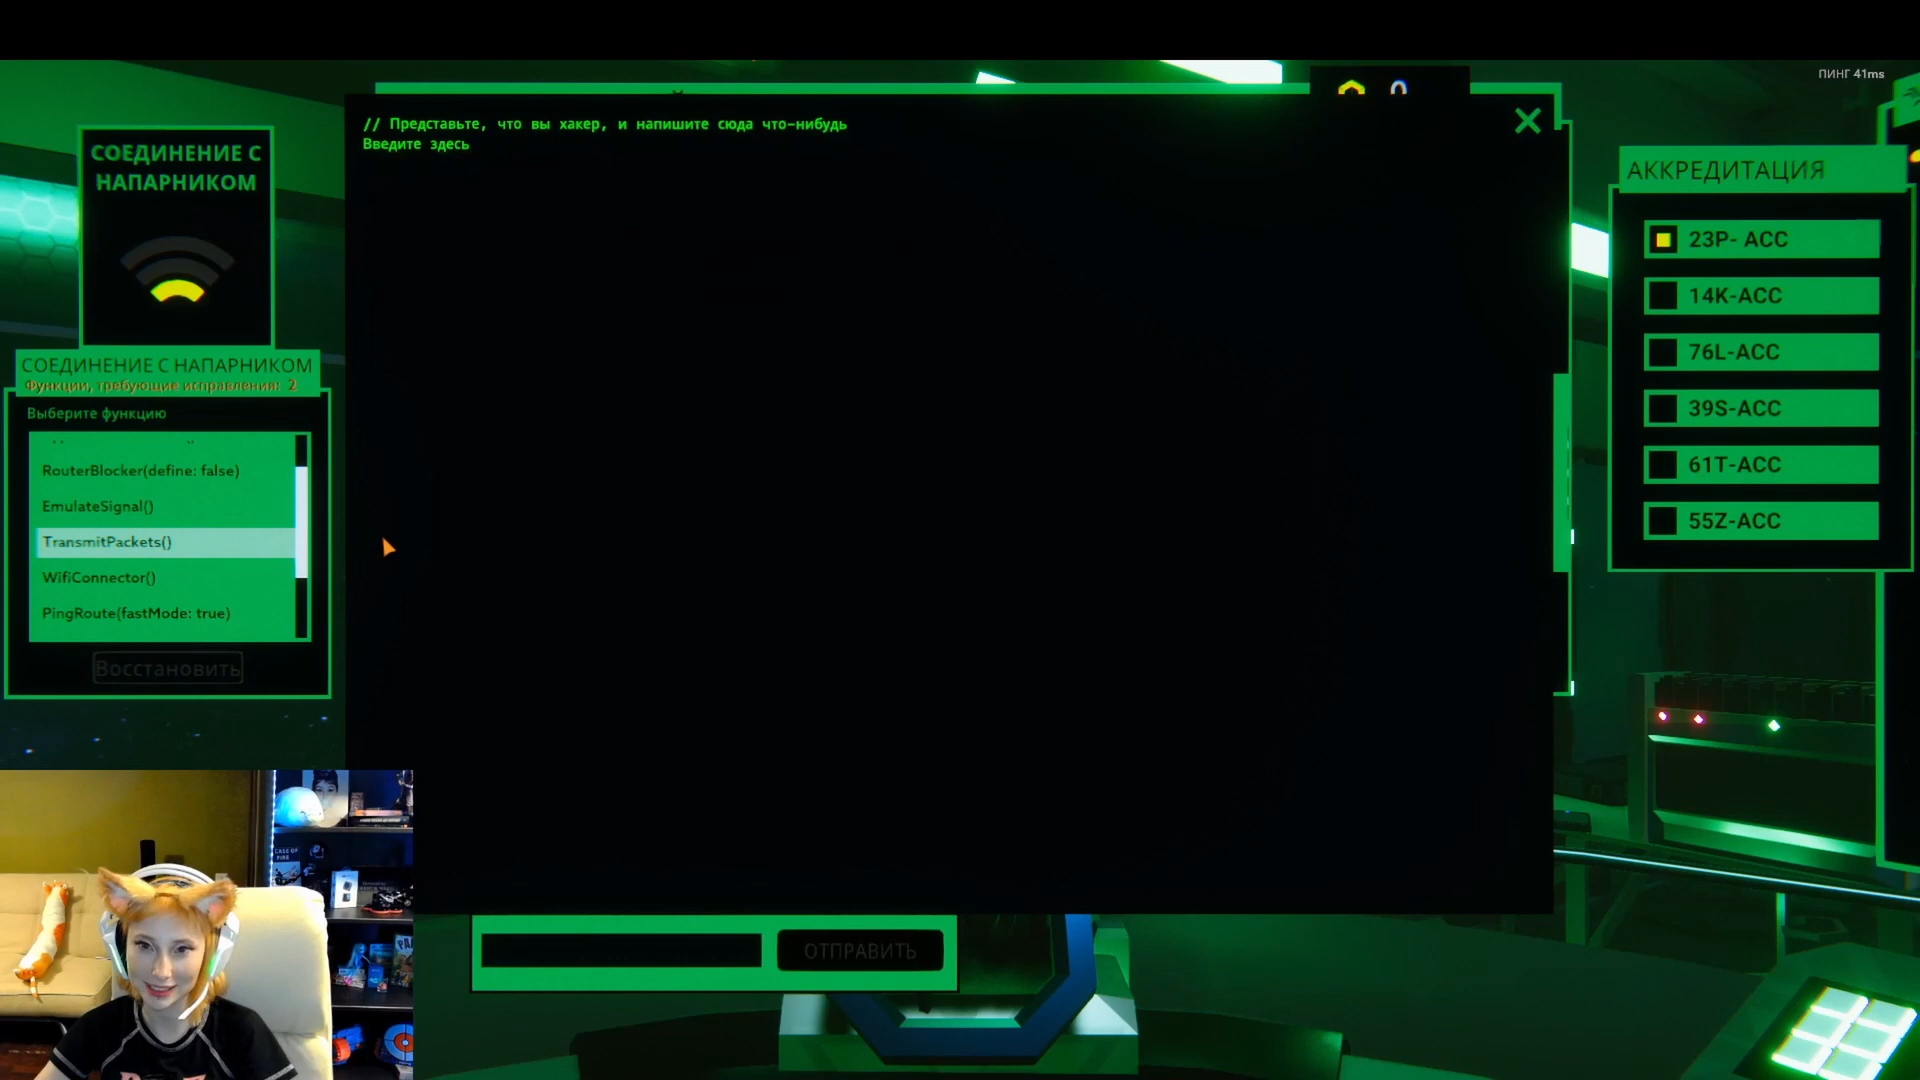 ПИНГ 41ms
// Представьте, что вы хакер, и напишите сюда что-нибудь
Введите здесь
СОЕДИНЕНИЕ С
НАПАРНИКОМ
СОЕДИНЕНИЕ С НАПАРНИКОМ
Функции, требующие исправления: 2
Выберите функцию
RouterBlocker(define: false)
EmulateSignal()
TransmitPackets()
WifiConnector()
PingRoute(fastMode: true)
Восстановить
АККРЕДИТАЦИЯ
23P- ACC
14K-ACC
76L-ACC
39S-ACC
61T-ACC
55Z-ACC
ОТПРАВИТЬ